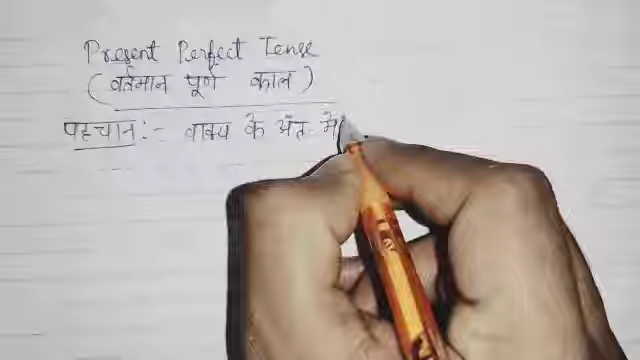 Present Perfect Tense
(वर्तमान पूर्ण काल)
पहचान:- वाक्य के अंत में